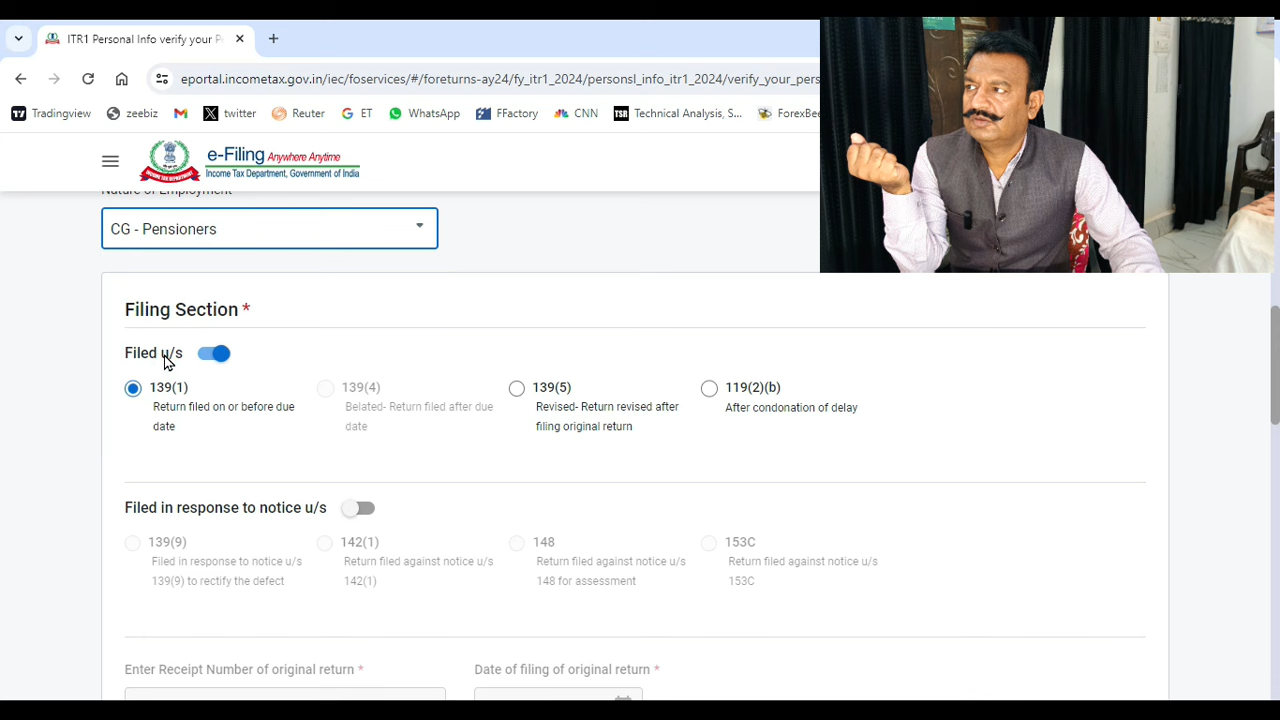 ITR1 Personal Info verify your P
eportal.incometax.gov.in/iec/foservices/#/foreturns-ay24/fy_itr1_2024/personsl_info_itr1_2024/verify_your_pers
Tradingview zeebiz twitter Reuter ET WhatsApp FFactory CNN TSR Technical Analysis, S... ForexBee
e-Filing Anywhere Anytime
Income Tax Department, Government of India
Nature of Employment
CG - Pensioners
Filing Section *
Filed u/s
139(1) 139(4) 139(5) 119(2)(b)
Return filed on or before due Belated- Return filed after due Revised- Return revised after After condonation of delay
date date filing original return
Filed in response to notice u/s
139(9) 142(1) 148 153C
Filed in response to notice u/s Return filed against notice u/s Return filed against notice u/s Return filed against notice u/s
139(9) to rectify the defect 142(1) 148 for assessment 153C
Enter Receipt Number of original return * Date of filing of original return *